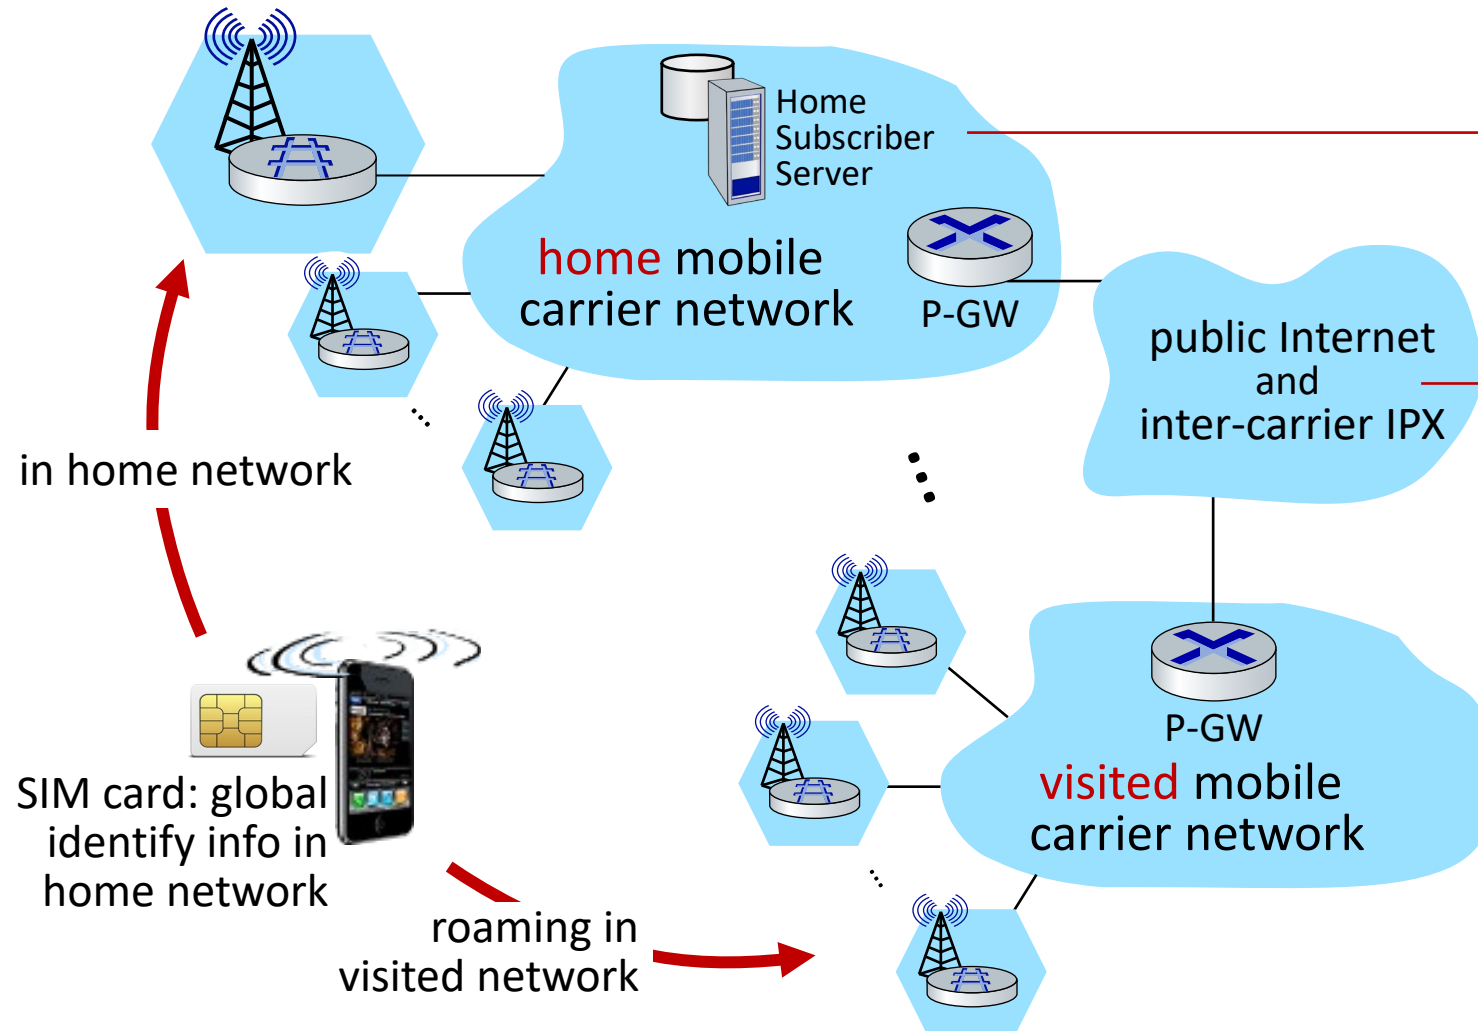 Home
Subscriber
Server
home mobile
carrier network
P-GW
public Internet
and
inter-carrier IPX
in home network
SIM card: global
identify info in
home network
P-GW
visited mobile
carrier network
roaming in
visited network